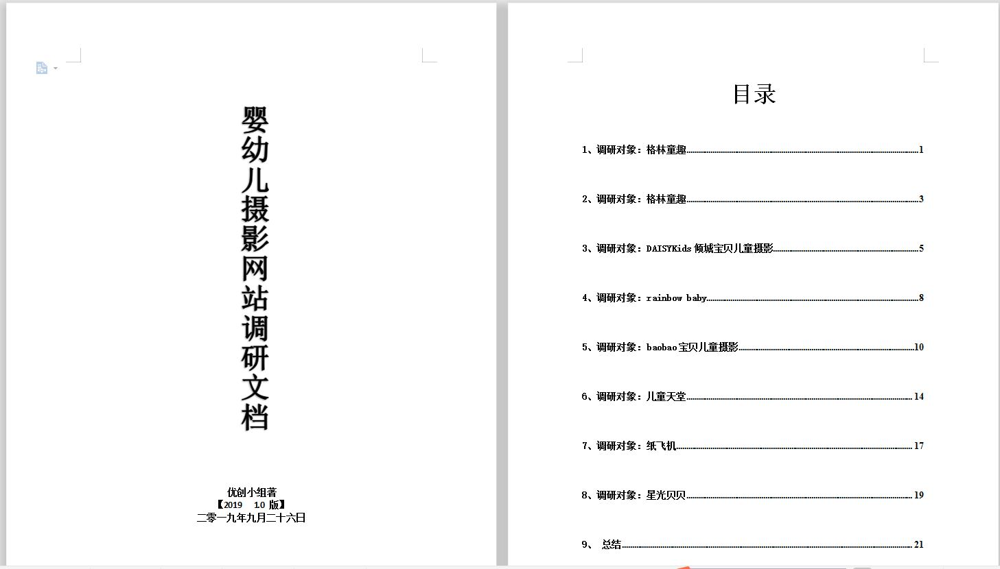 婴幼儿摄影网站调研文档
优创小组著
【2019 1.0 版】
二零一九年九月二十六日
目录
1、调研对象：格林童趣........................................1
2、调研对象：格林童趣........................................3
3、调研对象：DAISYKids 倾城宝贝儿童摄影........................................5
4、调研对象：rainbow baby........................................8
5、调研对象：baobao 宝贝儿童摄影........................................10
6、调研对象：儿童天堂........................................14
7、调研对象：纸飞机........................................17
8、调研对象：星光贝贝........................................19
9、 总结........................................21